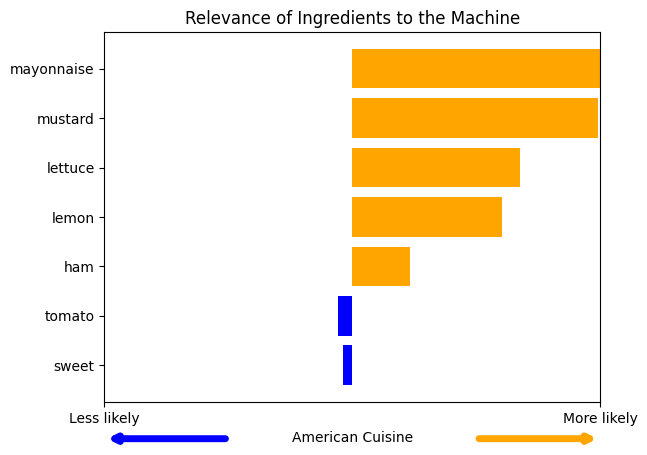 Relevance of Ingredients to the Machine
mayonnaise
mustard
lettuce
lemon
ham
tomato
sweet
Less likely
More likely
American Cuisine